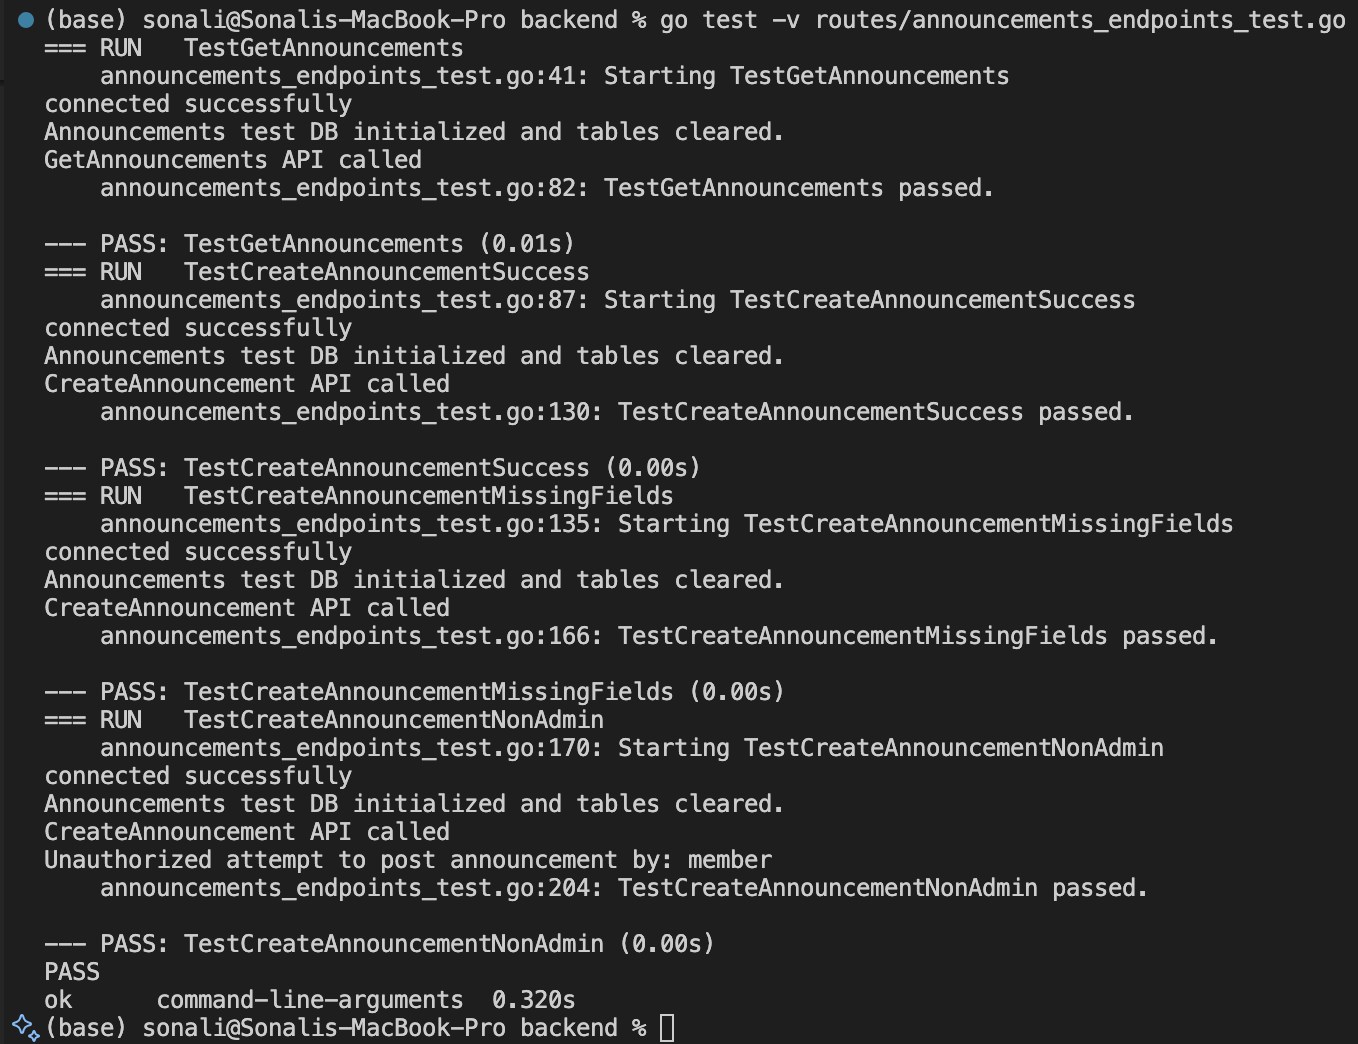 (base) sonali@Sonalis-MacBook-Pro backend % go test -v routes/announcements_endpoints_test.go
=== RUN   TestGetAnnouncements
    announcements_endpoints_test.go:41: Starting TestGetAnnouncements
connected successfully
Announcements test DB initialized and tables cleared.
GetAnnouncements API called
    announcements_endpoints_test.go:82: TestGetAnnouncements passed.
--- PASS: TestGetAnnouncements (0.01s)
=== RUN   TestCreateAnnouncementSuccess
    announcements_endpoints_test.go:87: Starting TestCreateAnnouncementSuccess
connected successfully
Announcements test DB initialized and tables cleared.
CreateAnnouncement API called
    announcements_endpoints_test.go:130: TestCreateAnnouncementSuccess passed.
--- PASS: TestCreateAnnouncementSuccess (0.00s)
=== RUN   TestCreateAnnouncementMissingFields
    announcements_endpoints_test.go:135: Starting TestCreateAnnouncementMissingFields
connected successfully
Announcements test DB initialized and tables cleared.
CreateAnnouncement API called
    announcements_endpoints_test.go:166: TestCreateAnnouncementMissingFields passed.
--- PASS: TestCreateAnnouncementMissingFields (0.00s)
=== RUN   TestCreateAnnouncementNonAdmin
    announcements_endpoints_test.go:170: Starting TestCreateAnnouncementNonAdmin
connected successfully
Announcements test DB initialized and tables cleared.
CreateAnnouncement API called
Unauthorized attempt to post announcement by: member
    announcements_endpoints_test.go:204: TestCreateAnnouncementNonAdmin passed.
--- PASS: TestCreateAnnouncementNonAdmin (0.00s)
PASS
ok      command-line-arguments  0.320s
(base) sonali@Sonalis-MacBook-Pro backend %